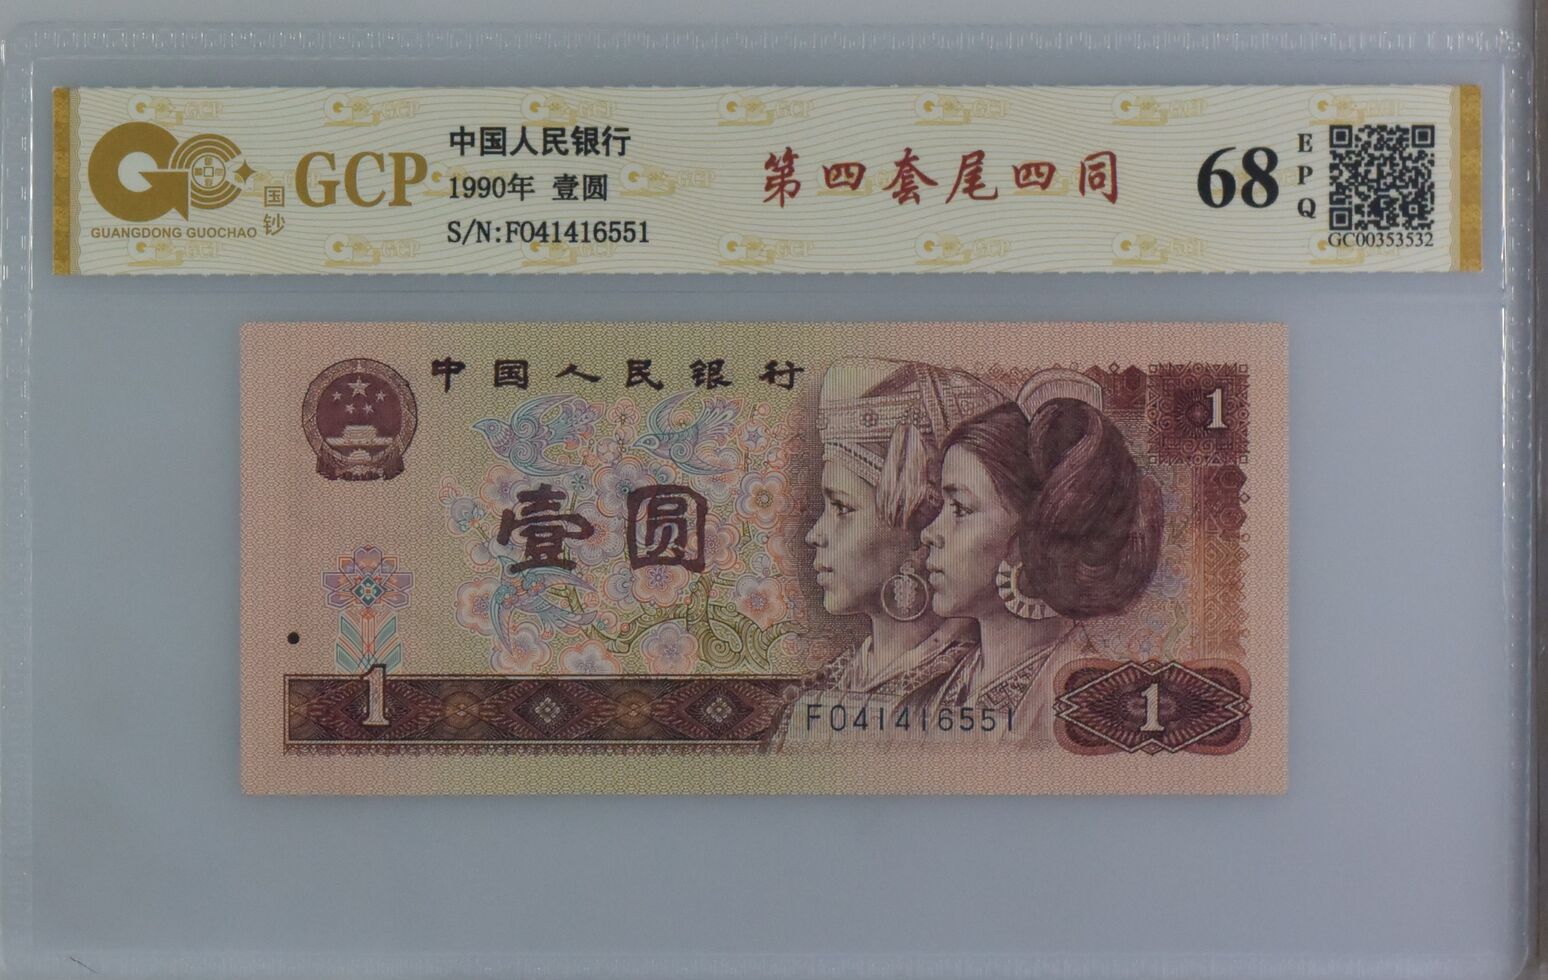 GUANGDONG GUOCHAO
国钞
GCP
中国人民银行
1990年 壹圆
S/N:F041416551
第四套尾四同
68
EPQ
GC00353532
中国人民银行
1
壹圆
1
F041416551
1